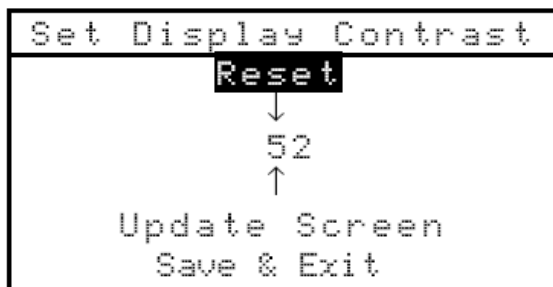 Set Display Contrast
Reset
↓
52
↑
Update Screen
Save & Exit